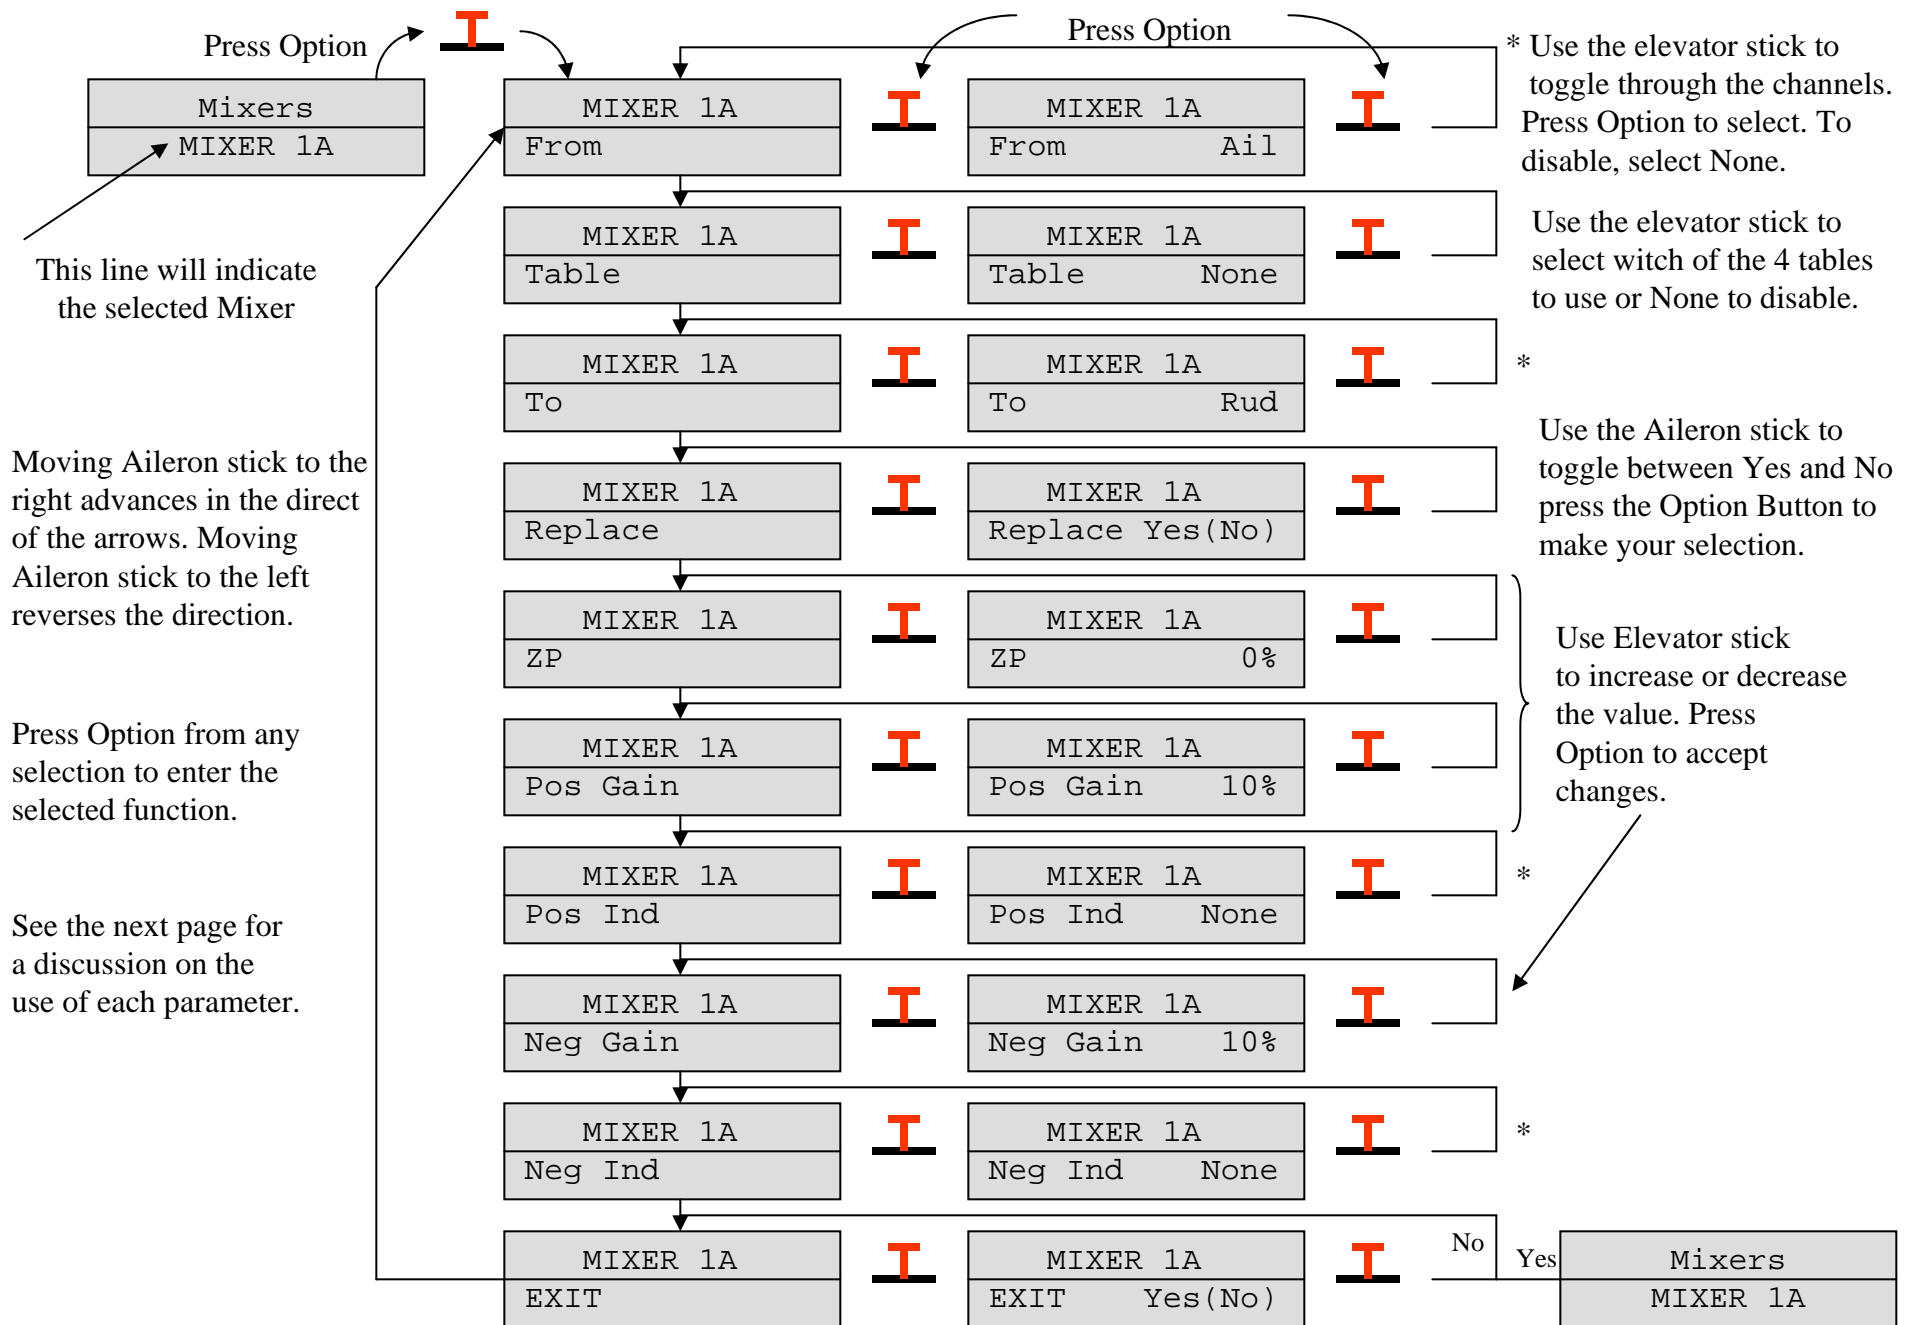 Press Option
Press Option
Mixers
MIXER 1A
This line will indicate
the selected Mixer
Moving Aileron stick to the
right advances in the direct
of the arrows. Moving
Aileron stick to the left
reverses the direction.
Press Option from any
selection to enter the
selected function.
See the next page for
a discussion on the
use of each parameter.
MIXER 1A
From
MIXER 1A
From Ail
* Use the elevator stick to
toggle through the channels.
Press Option to select. To
disable, select None.
MIXER 1A
Table
MIXER 1A
Table None
Use the elevator stick to
select witch of the 4 tables
to use or None to disable.
MIXER 1A
To
MIXER 1A
To Rud
*
MIXER 1A
Replace
MIXER 1A
Replace Yes(No)
Use the Aileron stick to
toggle between Yes and No
press the Option Button to
make your selection.
MIXER 1A
ZP
MIXER 1A
ZP 0%
MIXER 1A
Pos Gain
MIXER 1A
Pos Gain 10%
Use Elevator stick
to increase or decrease
the value. Press
Option to accept
changes.
MIXER 1A
Pos Ind
MIXER 1A
Pos Ind None
*
MIXER 1A
Neg Gain
MIXER 1A
Neg Gain 10%
MIXER 1A
Neg Ind
MIXER 1A
Neg Ind None
*
MIXER 1A
EXIT
MIXER 1A
EXIT Yes(No)
No
Yes
Mixers
MIXER 1A